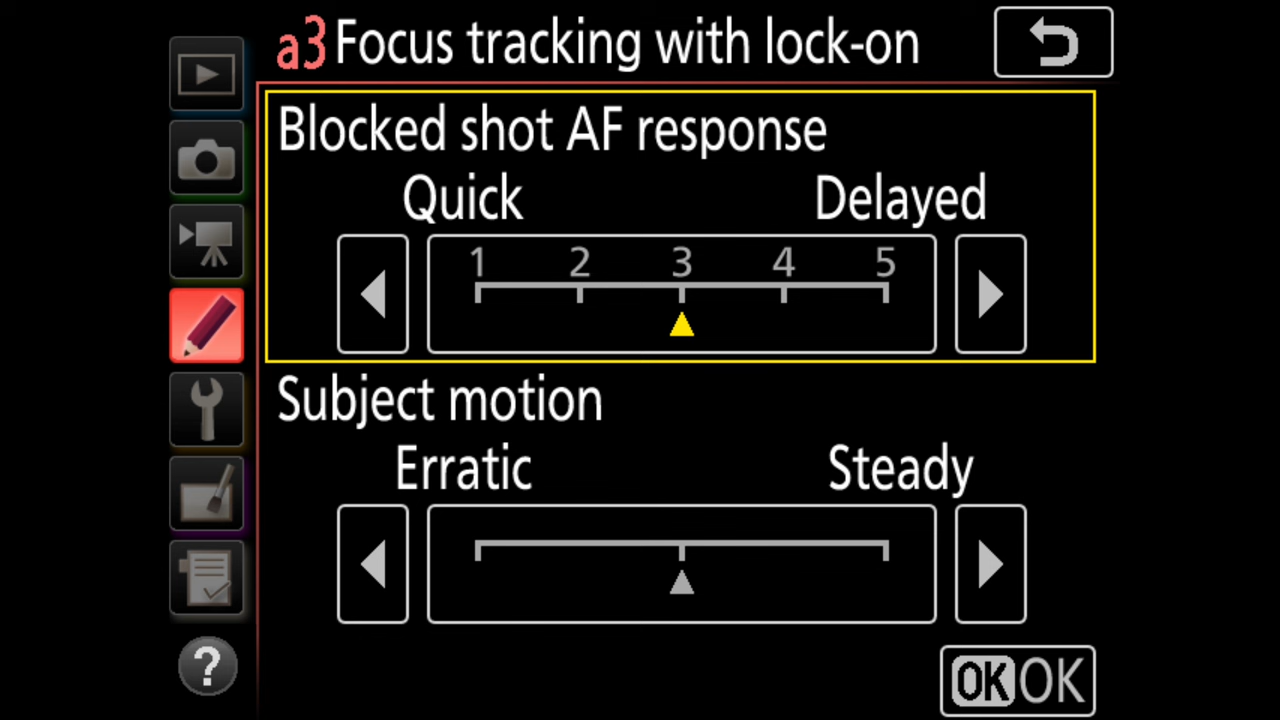 a3 Focus tracking with lock-on
Blocked shot AF response
Quick Delayed
1 2 3 4 5
Subject motion
Erratic Steady
? OK OK